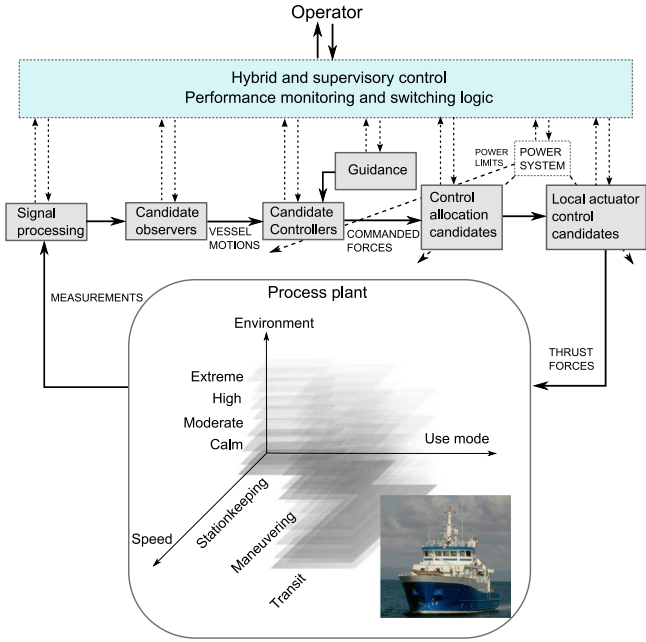 Operator
Hybrid and supervisory control
Performance monitoring and switching logic
POWER
LIMITS
POWER
SYSTEM
Guidance
Signal
processing
Candidate
observers
VESSEL
MOTIONS
Candidate
Controllers
COMMANDED
FORCES
Control
allocation
candidates
Local actuator
control
candidates
MEASUREMENTS
Process plant
THRUST
FORCES
Environment
Extreme
High
Moderate
Calm
Use mode
Speed
Stationkeeping
Maneuvering
Transit